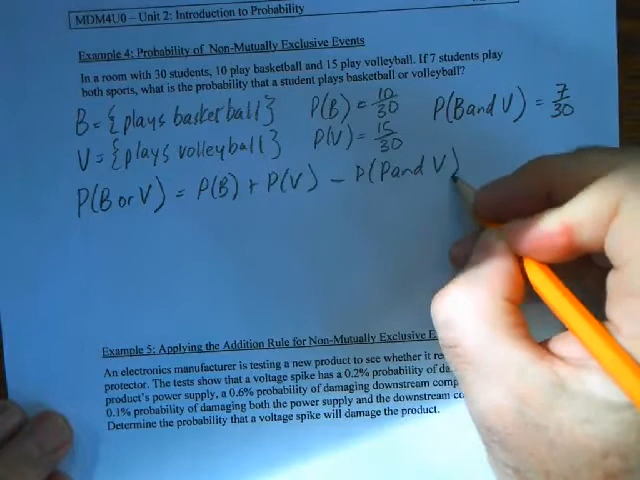 MDM4U0 – Unit 2: Introduction to Probability
Example 4: Probability of Non-Mutually Exclusive Events
In a room with 30 students, 10 play basketball and 15 play volleyball. If 7 students play
both sports, what is the probability that a student plays basketball or volleyball?
B = {plays basketball} P(B) = 10/30 P(B and V) = 7/30
V = {plays volleyball} P(V) = 15/30
P(B or V) = P(B) + P(V) - P(P and V)
Example 5: Applying the Addition Rule for Non-Mutually Exclusive
An electronics manufacturer is testing a new product to see whether it
protector. The tests show that a voltage spike has a 0.2% probability of
product's power supply, a 0.6% probability of damaging downstream
0.1% probability of damaging both the power supply and the downstream
Determine the probability that a voltage spike will damage the product.